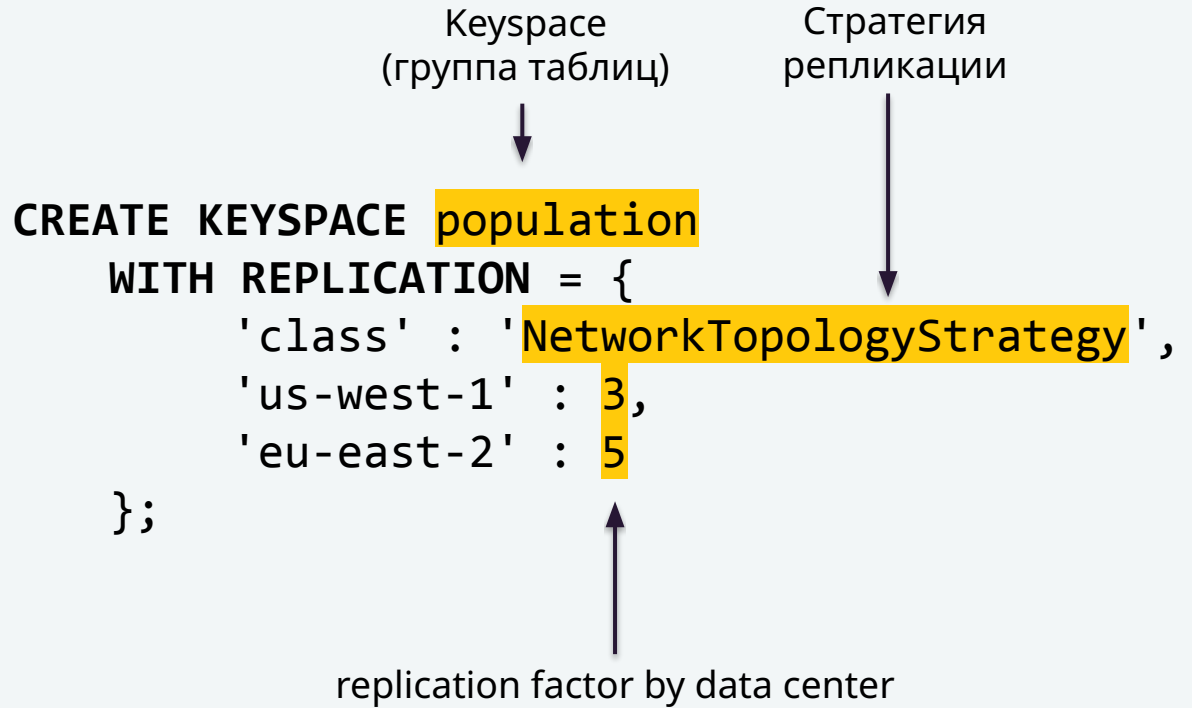 Keyspace
(группа таблиц)
Стратегия
репликации
CREATE KEYSPACE population
WITH REPLICATION = {
'class' : 'NetworkTopologyStrategy',
'us-west-1' : 3,
'eu-east-2' : 5
};
replication factor by data center